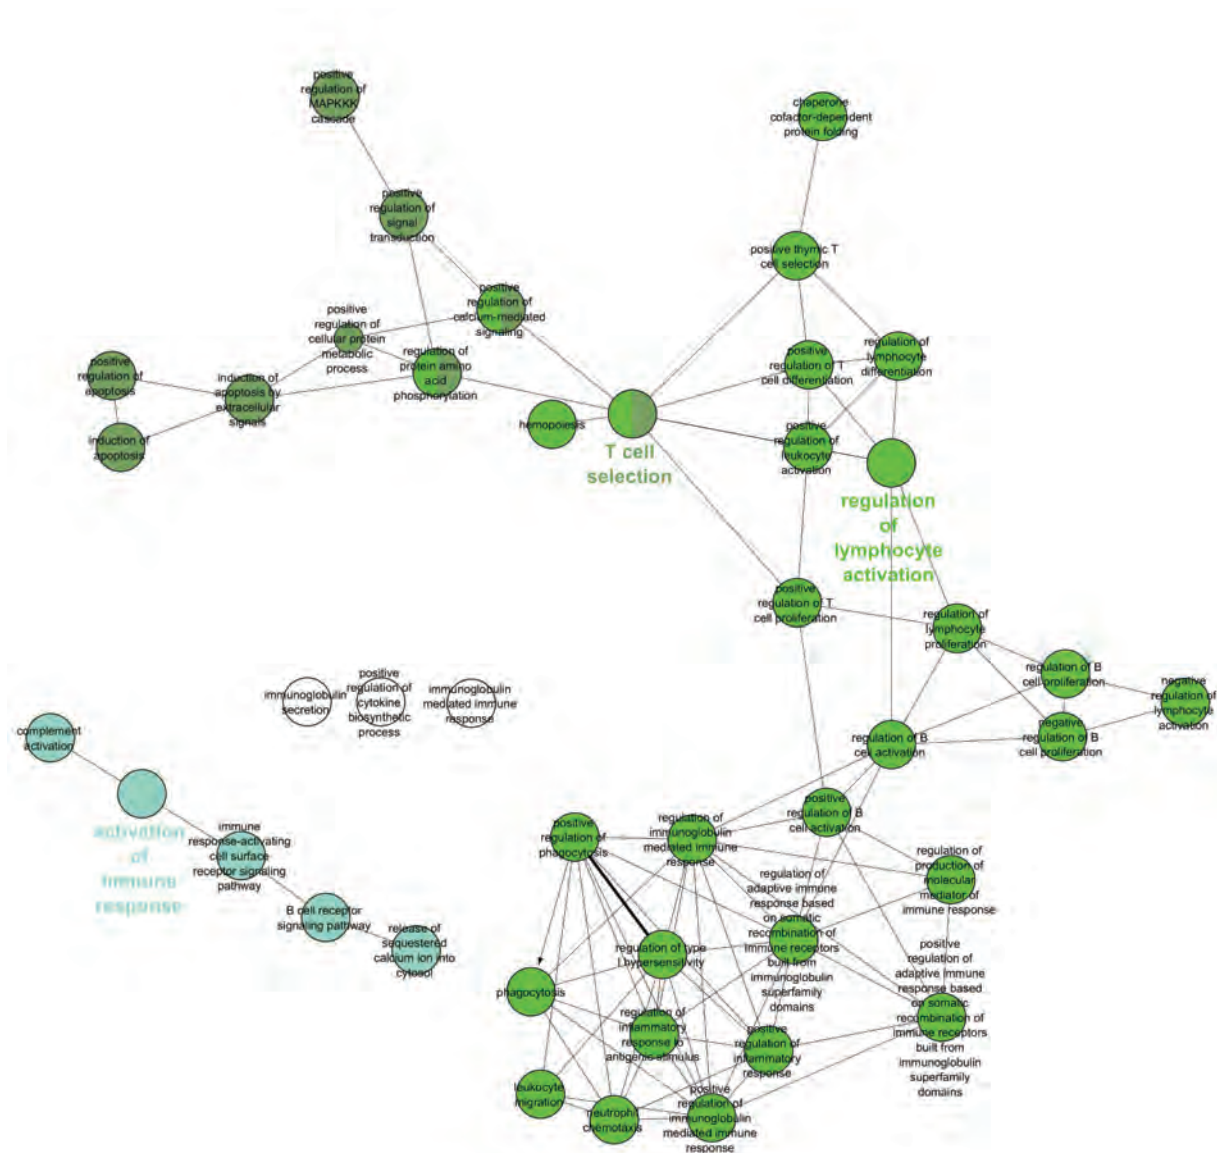 positive
regulation of
MAPKKK
cascade
chaperone
cofactor-dependent
protein folding
positive
regulation of
signal
transduction
positive thymic T
cell selection
positive
regulation of
calcium-mediated
signaling
positive
regulation of
cellular protein
metabolic
process
regulation of
protein amino
acid
phosphorylation
positive
regulation of T
cell differentiation
regulation of
lymphocyte
differentiation
positive
regulation of
apoptosis
induction of
apoptosis by
extracellular
signals
induction of
apoptosis
hemopoiesis
T cell
selection
positive
regulation of
leukocyte
activation
regulation
of
lymphocyte
activation
positive
regulation of T
cell proliferation
regulation of
lymphocyte
proliferation
regulation of B
cell proliferation
negative
regulation of
lymphocyte
activation
negative
regulation of B
cell proliferation
regulation of B
cell activation
immunoglobulin
secretion
positive
regulation of
cytokine
biosynthetic
process
immunoglobulin
mediated immune
response
complement
activation
activation
of
immune
response
immune
response-activating
cell surface
receptor signaling
pathway
B cell receptor
signaling pathway
release of
sequestered
calcium ion into
cytosol
positive
regulation of
phagocytosis
regulation of
immunoglobulin
mediated immune
response
positive
regulation of B
cell activation
regulation of
production of
molecular
mediator of
immune response
regulation of
adaptive immune
response based
on somatic
recombination of
immune receptors
built from
immunoglobulin
superfamily
domains
regulation of type
I hypersensitivity
phagocytosis
regulation of
inflammatory
response to
antigenic stimulus
positive
regulation of
inflammatory
response
positive
regulation of
adaptive immune
response based
on somatic
recombination of
immune receptors
built from
immunoglobulin
superfamily
domains
leukocyte
migration
neutrophil
chemotaxis
positive
regulation of
immunoglobulin
mediated immune
response